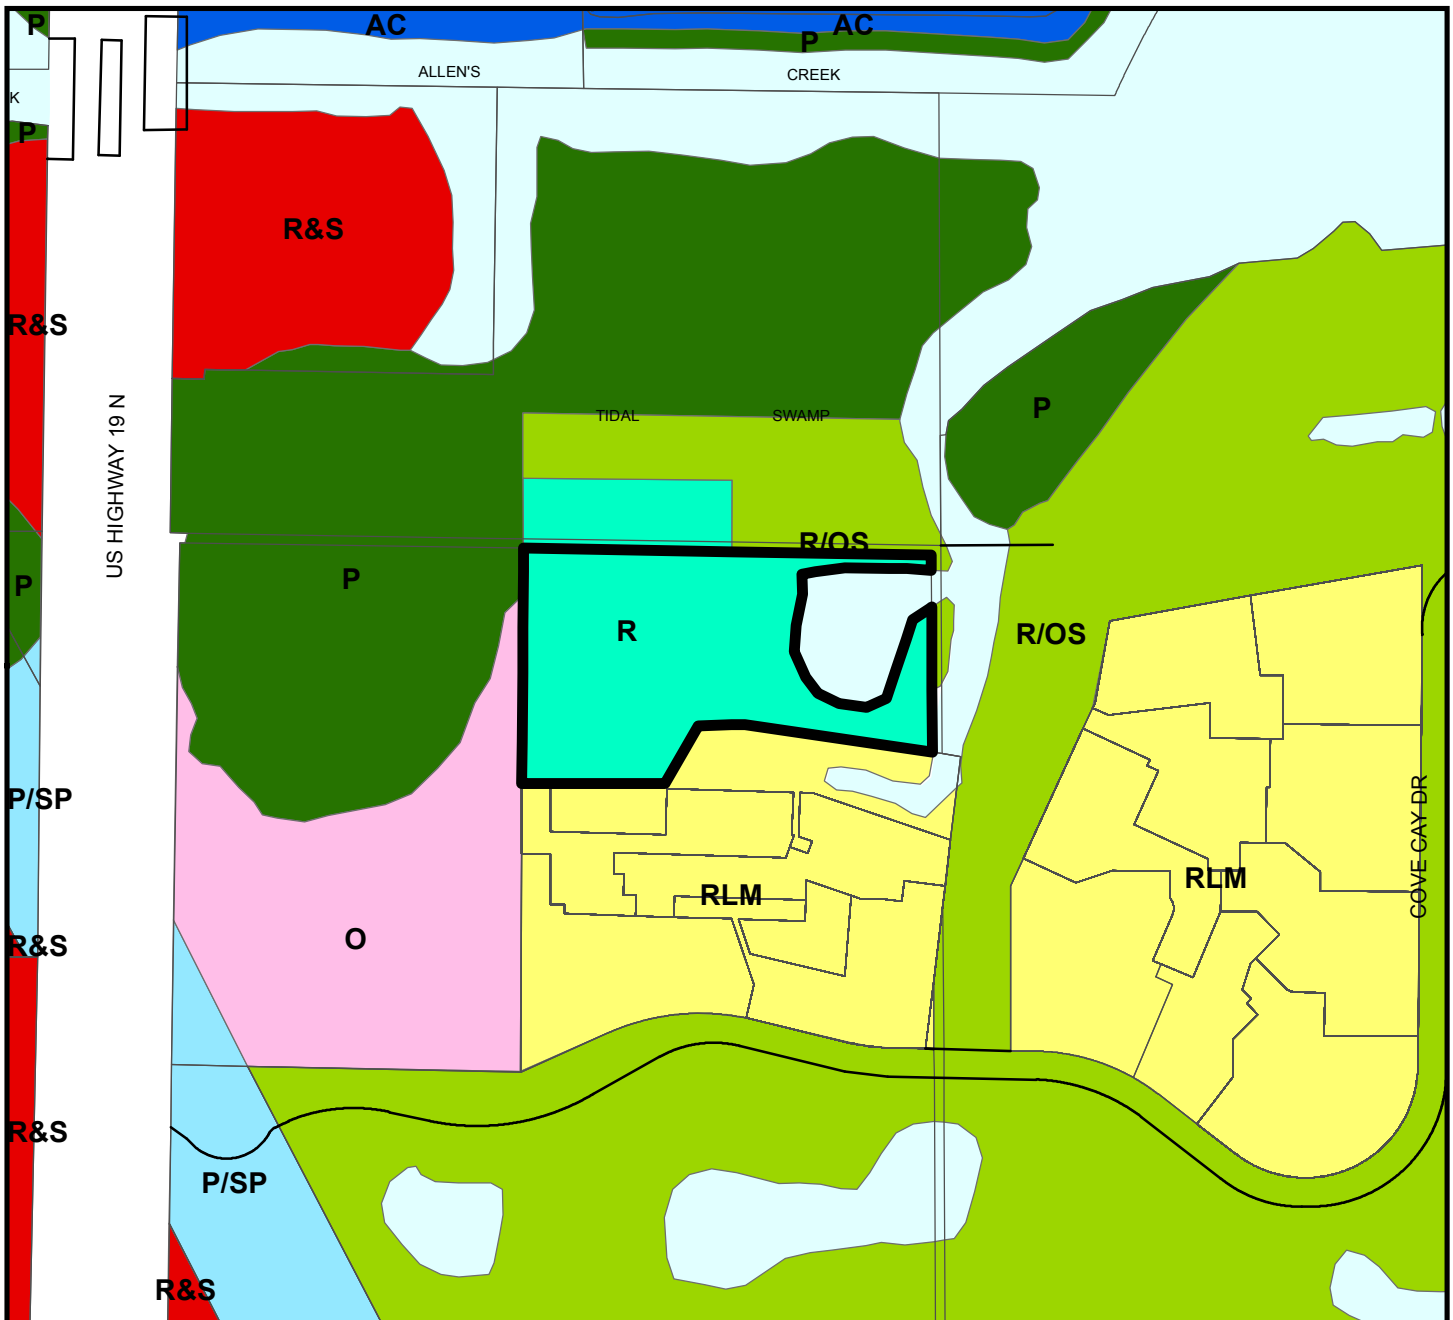 P
AC
AC
P
ALLEN'S
CREEK
K
P
R&S
R&S
US HIGHWAY 19 N
P
TIDAL
SWAMP
R/OS
P
P
R
R/OS
P/SP
COVE CAY DR
RLM
RLM
O
R&S
R&S
P/SP
R&S